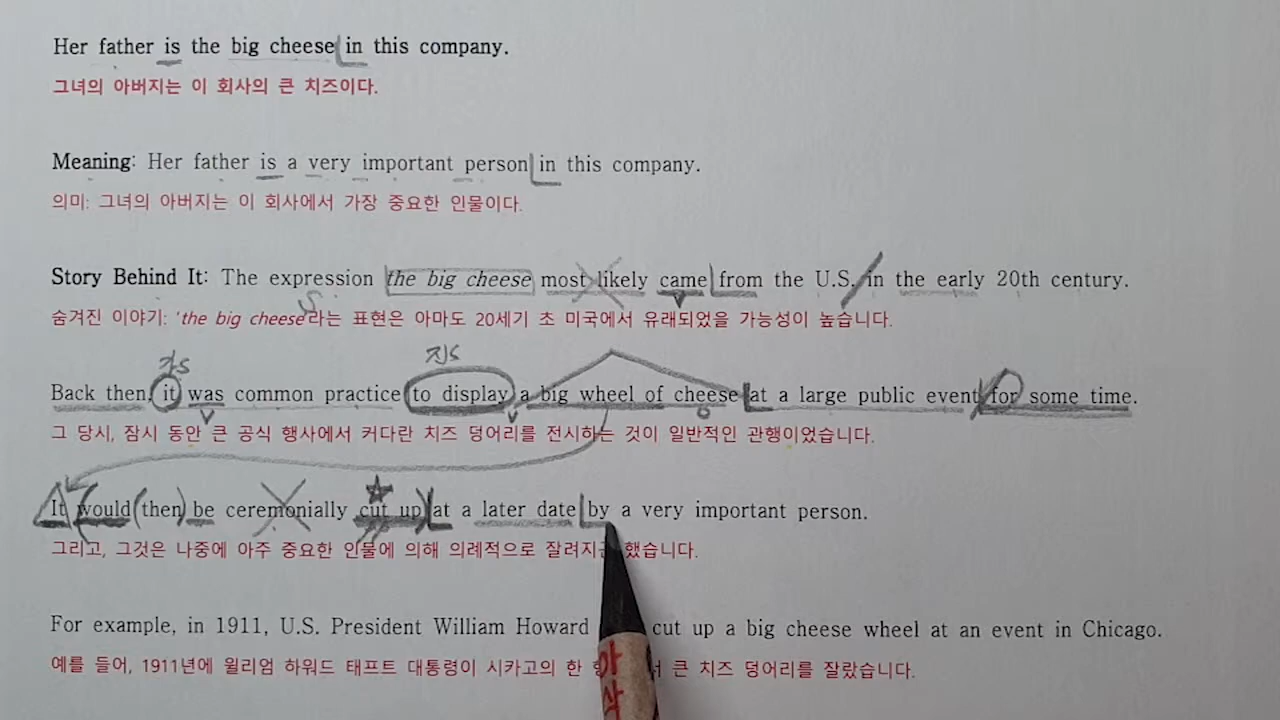 Her father is the big cheese in this company.
그녀의 아버지는 이 회사의 큰 치즈이다.
Meaning: Her father is a very important person in this company.
의미: 그녀의 아버지는 이 회사에서 가장 중요한 인물이다.
Story Behind It: The expression the big cheese most likely came from the U.S. in the early 20th century.
S
숨겨진 이야기: 'the big cheese'라는 표현은 아마도 20세기 초 미국에서 유래되었을 가능성이 높습니다.
가S 진S
Back then, it was common practice to display a big wheel of cheese at a large public event for some time.
그 당시, 잠시 동안 큰 공식 행사에서 커다란 치즈 덩어리를 전시하는 것이 일반적인 관행이었습니다.
It would then be ceremonially cut up at a later date by a very important person.
그리고, 그것은 나중에 아주 중요한 인물에 의해 의례적으로 잘려지곤 했습니다.
For example, in 1911, U.S. President William Howard cut up a big cheese wheel at an event in Chicago.
예를 들어, 1911년에 윌리엄 하워드 태프트 대통령이 시카고의 한 큰 치즈 덩어리를 잘랐습니다.